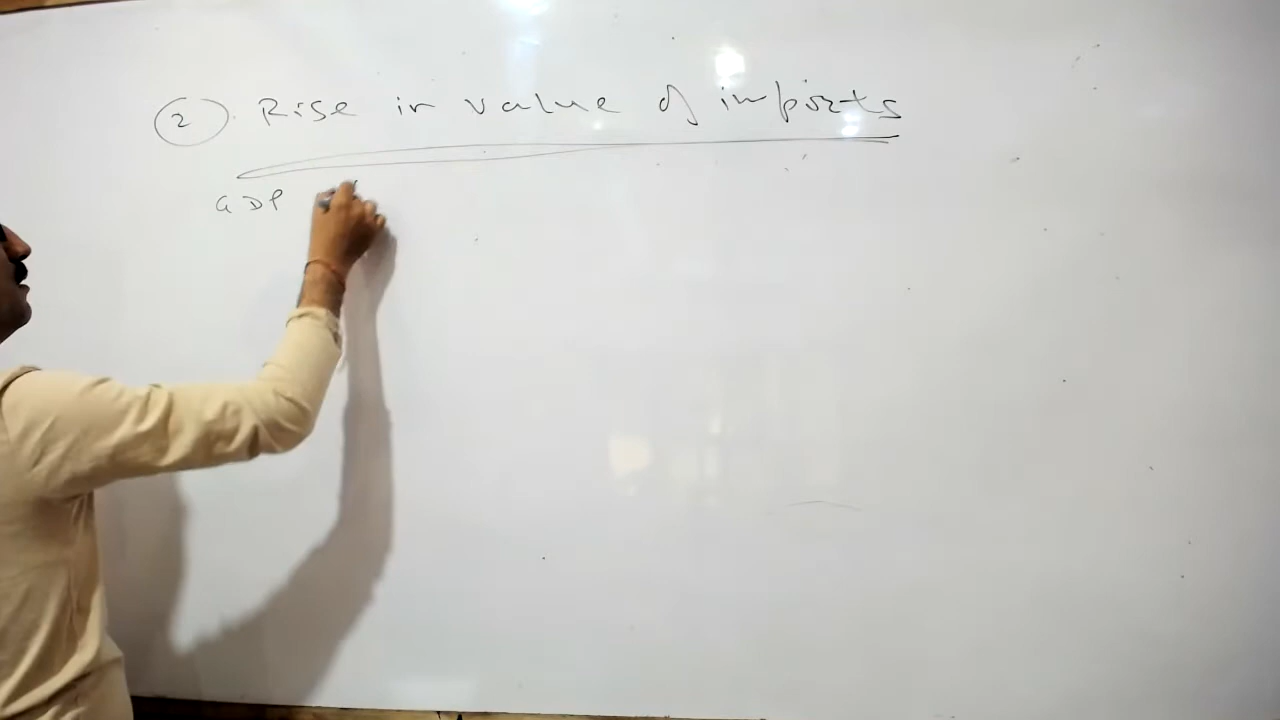 2. Rise in value of imports
GDP